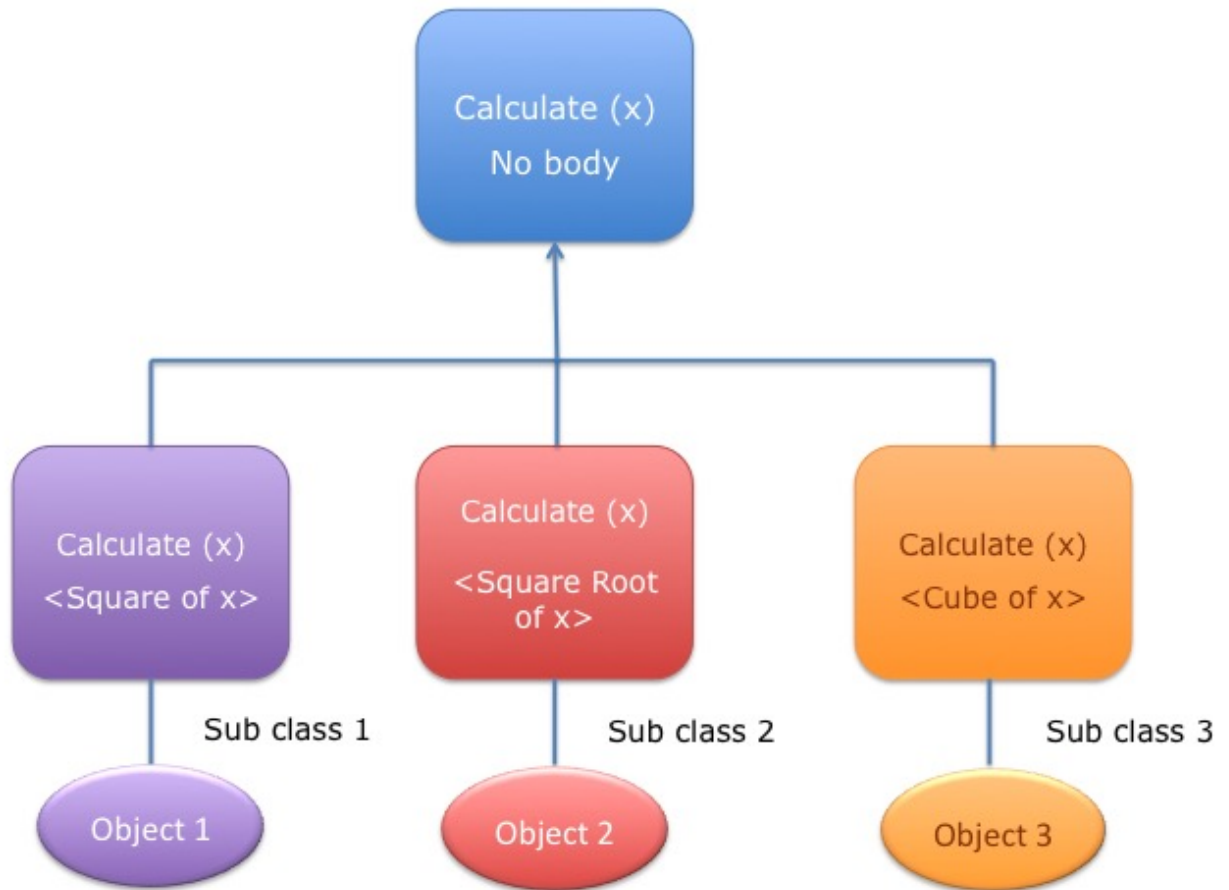 Calculate (x)
No body
Calculate (x)
<Square of x>
Calculate (x)
<Square Root
of x>
Calculate (x)
<Cube of x>
Sub class 1
Sub class 2
Sub class 3
Object 1
Object 2
Object 3